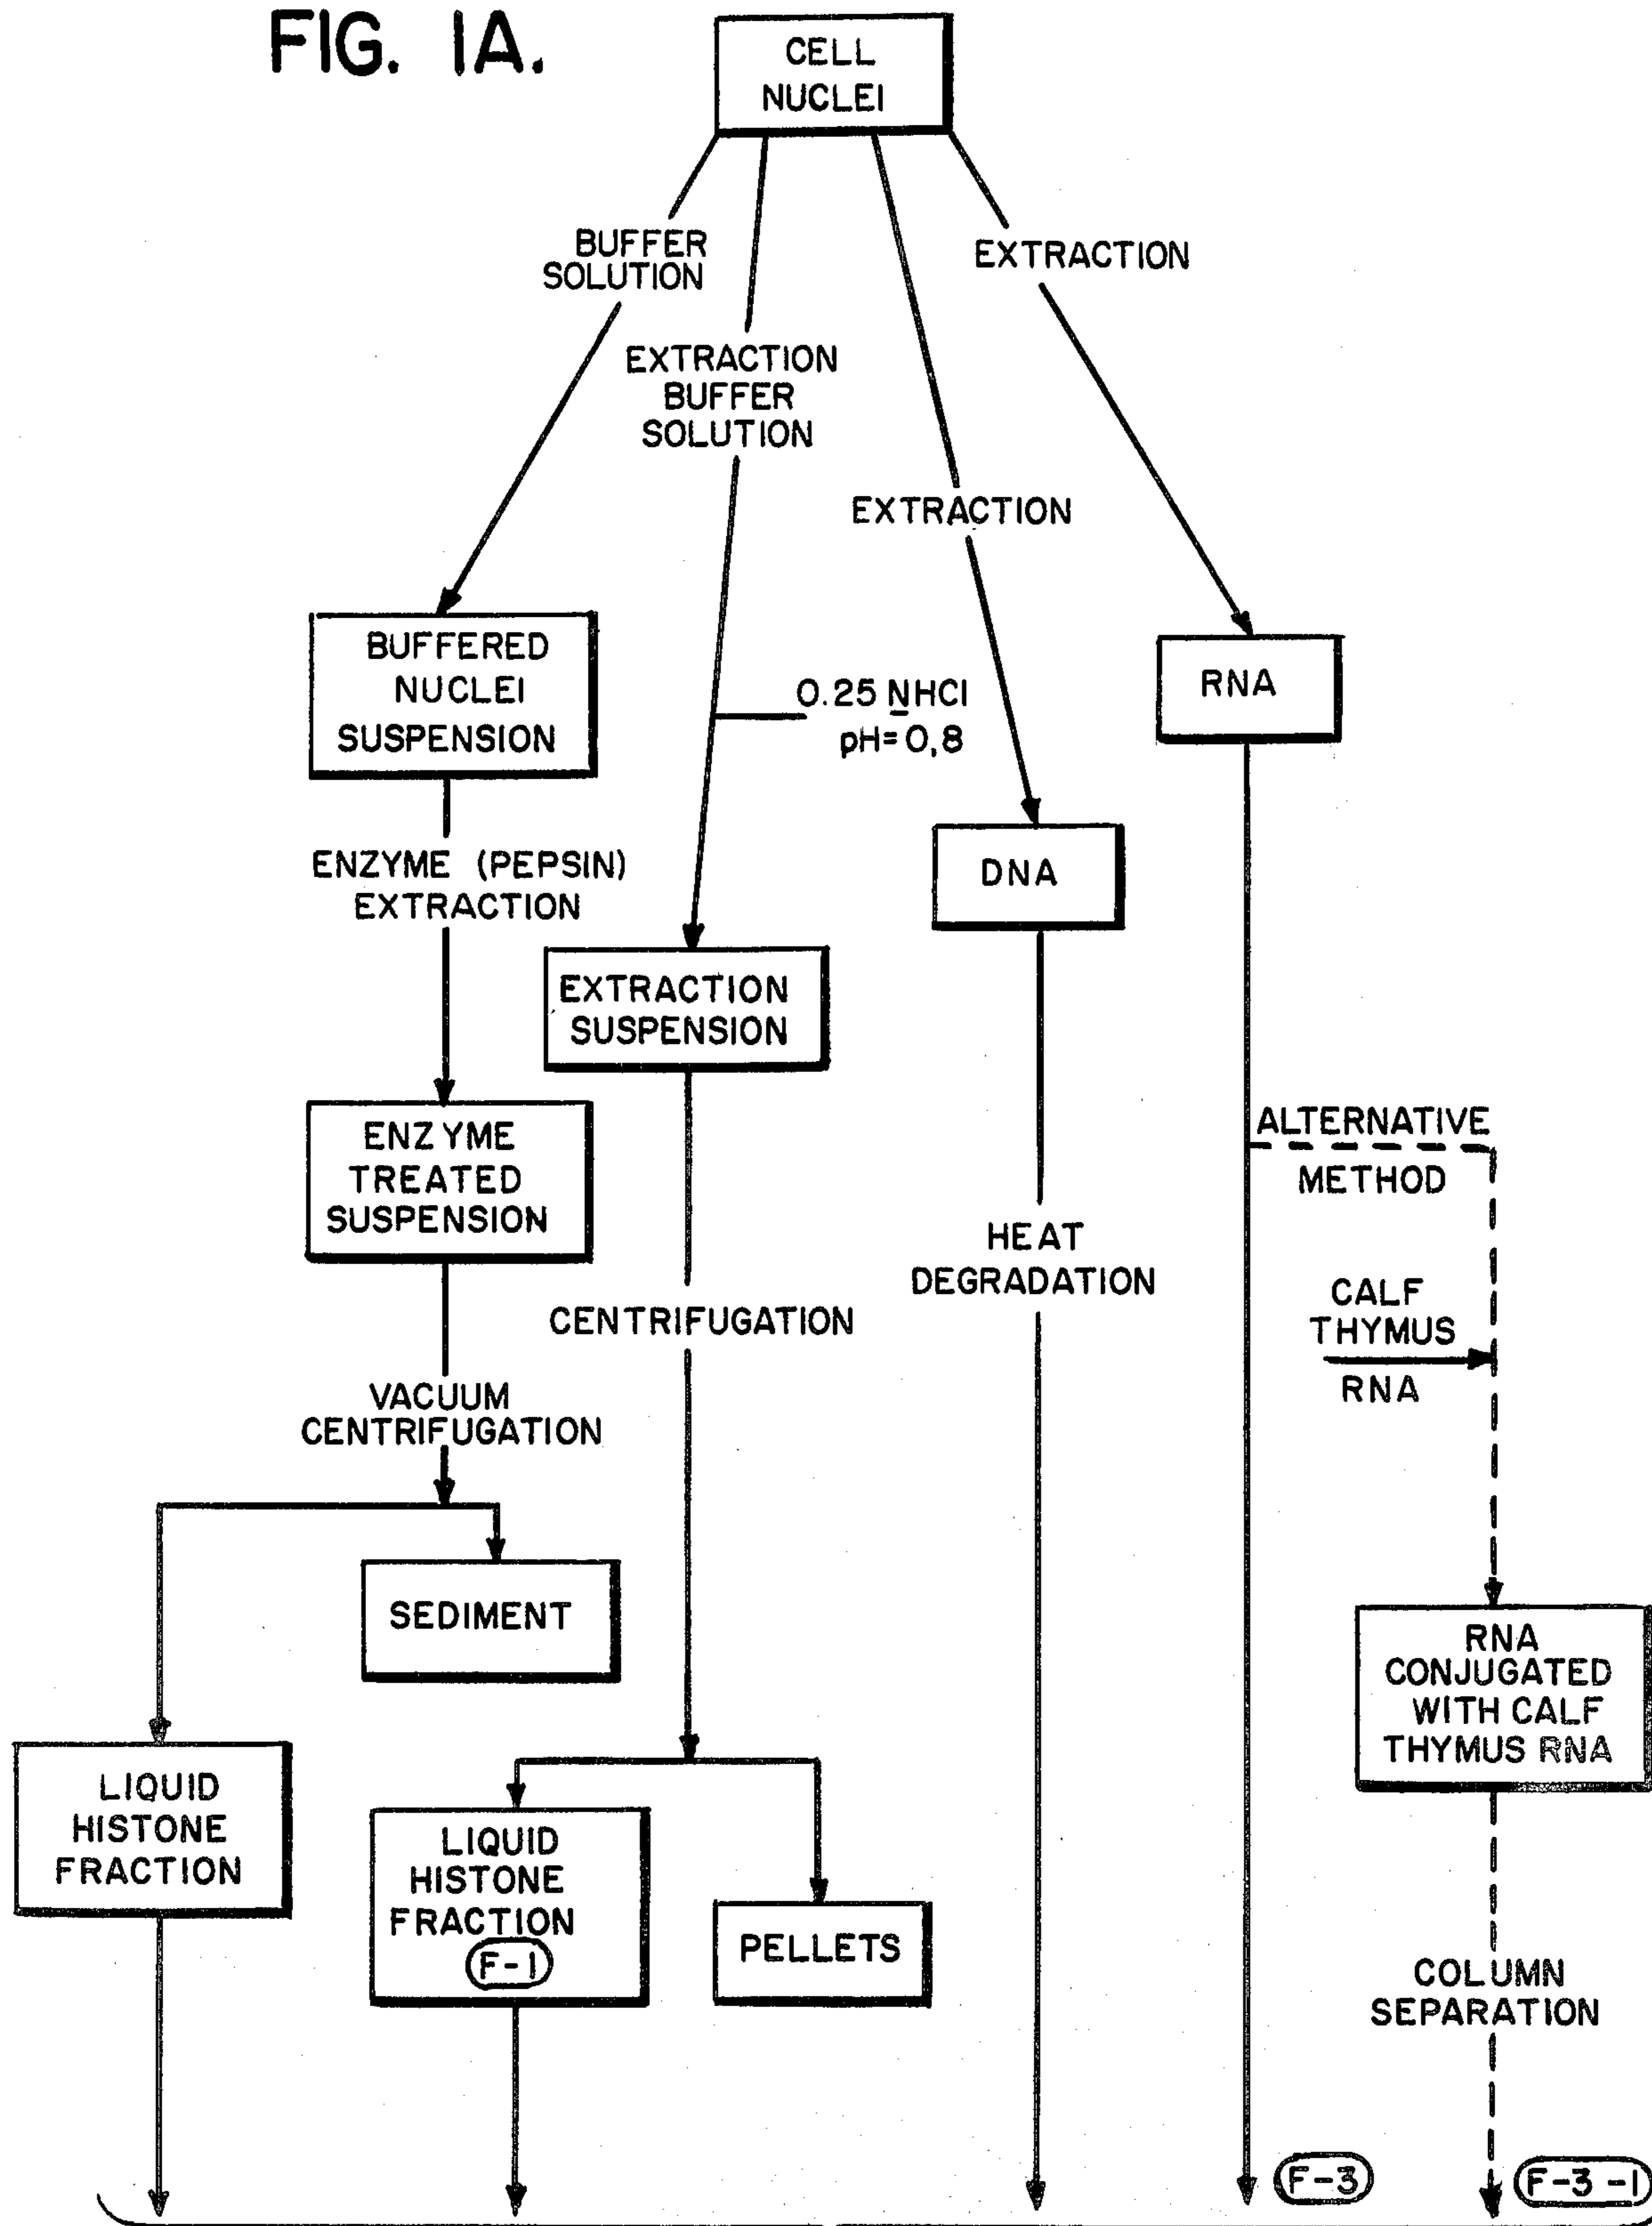 FIG. 1A.
CELL
NUCLEI
BUFFER
SOLUTION
EXTRACTION
EXTRACTION
BUFFER
SOLUTION
EXTRACTION
BUFFERED
NUCLEI
SUSPENSION
0.25 NHCl
pH=0,8
RNA
ENZYME (PEPSIN)
EXTRACTION
DNA
EXTRACTION
SUSPENSION
ENZYME
TREATED
SUSPENSION
ALTERNATIVE
METHOD
HEAT
DEGRADATION
CALF
THYMUS
RNA
CENTRIFUGATION
VACUUM
CENTRIFUGATION
SEDIMENT
RNA
CONJUGATED
WITH CALF
THYMUS RNA
LIQUID
HISTONE
FRACTION
LIQUID
HISTONE
FRACTION
F-1
PELLETS
COLUMN
SEPARATION
F-3
F-3-1